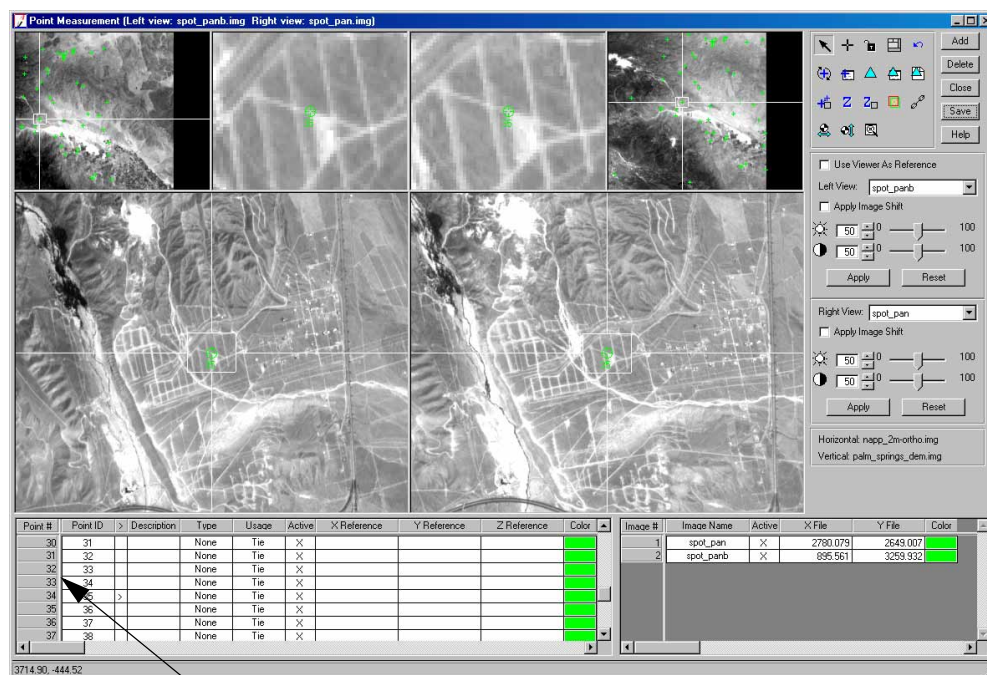 Point Measurement (Left view: spot_panb.img Right view: spot_pan.img)
Add
Delete
Close
Save
Help
Use Viewer As Reference
Left View: spot_panb
Apply Image Shift
50 0 100
50 0 100
Apply Reset
Right View: spot_pan
Apply Image Shift
50 0 100
50 0 100
Apply Reset
Horizontal: napp_2m-ortho.img
Vertical: palm_springs_dem.img
Point # Point ID > Description Type Usage Active X Reference Y Reference Z Reference Color
30 31 None Tie X
31 32 None Tie X
32 33 None Tie X
33 34 None Tie X
34 35 > None Tie X
35 36 None Tie X
36 37 None Tie X
37 38 None Tie X
Image # Image Name Active X File Y File Color
1 spot_pan X 2780.079 2649.007
2 spot_panb X 895.561 3259.932
3714.90, -444.52